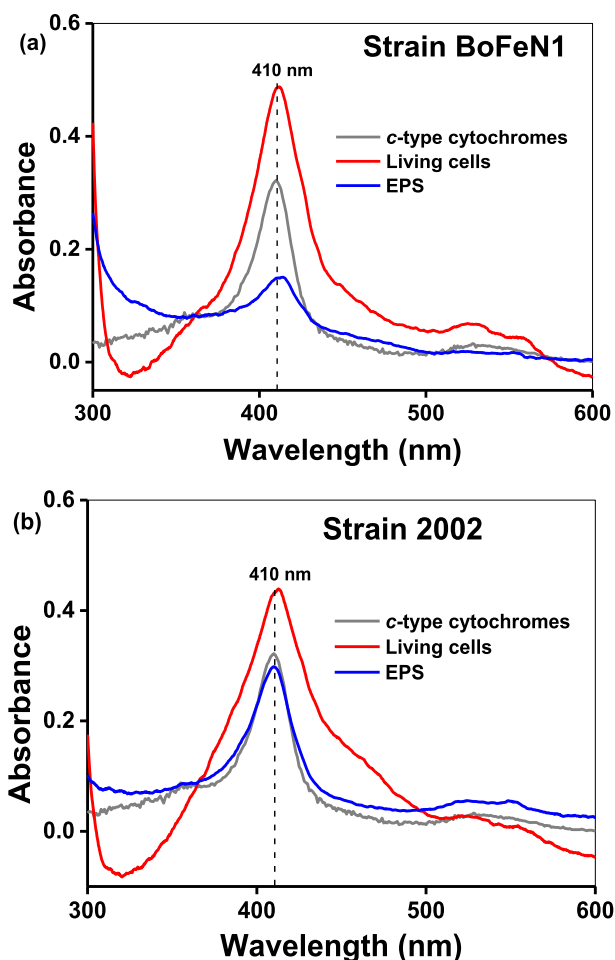 (a)
Strain BoFeN1
410 nm
c-type cytochromes
Living cells
EPS
Absorbance
0.6
0.4
0.2
0.0
300
400
500
600
Wavelength (nm)
(b)
Strain 2002
410 nm
c-type cytochromes
Living cells
EPS
Absorbance
0.6
0.4
0.2
0.0
300
400
500
600
Wavelength (nm)